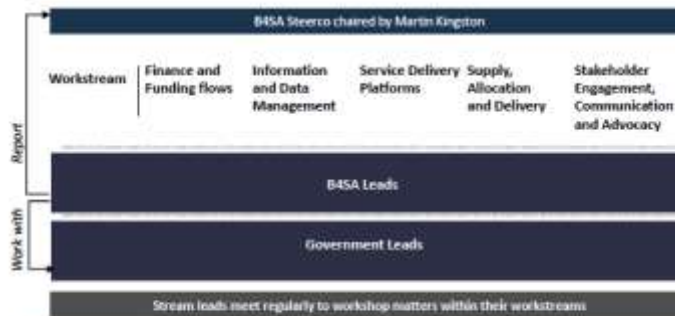 B4SA Steerco chaired by Martin Kingston
Workstream
Finance and
Funding flows
Information
and Data
Management
Service Delivery
Platforms
Supply,
Allocation
and Delivery
Stakeholder
Engagement,
Communication
and Advocacy
Report
B4SA Leads
Work with
Government Leads
Stream leads meet regularly to workshop matters within their workstreams